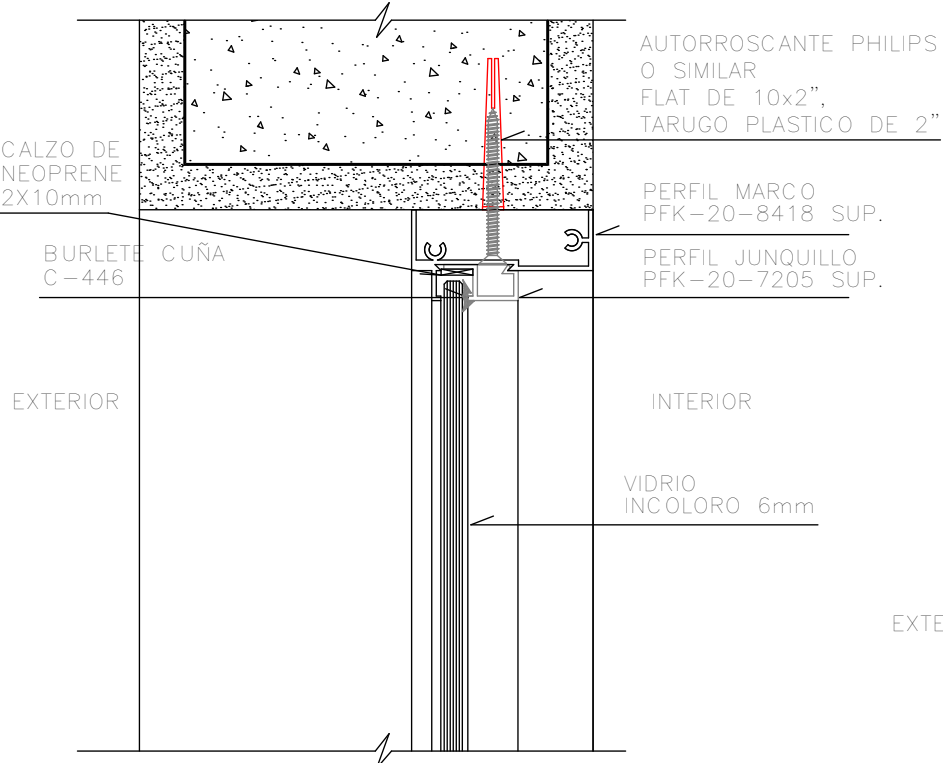 AUTORROSCANTE PHILIPS
O SIMILAR
FLAT DE 10x2",
TARUGO PLASTICO DE 2"
CALZO DE
NEOPRENE
2X10mm
PERFIL MARCO
PFK-20-8418 SUP.
BURLETE CUÑA
C-446
PERFIL JUNQUILLO
PFK-20-7205 SUP.
EXTERIOR
INTERIOR
VIDRIO
INCOLORO 6mm
EXTE